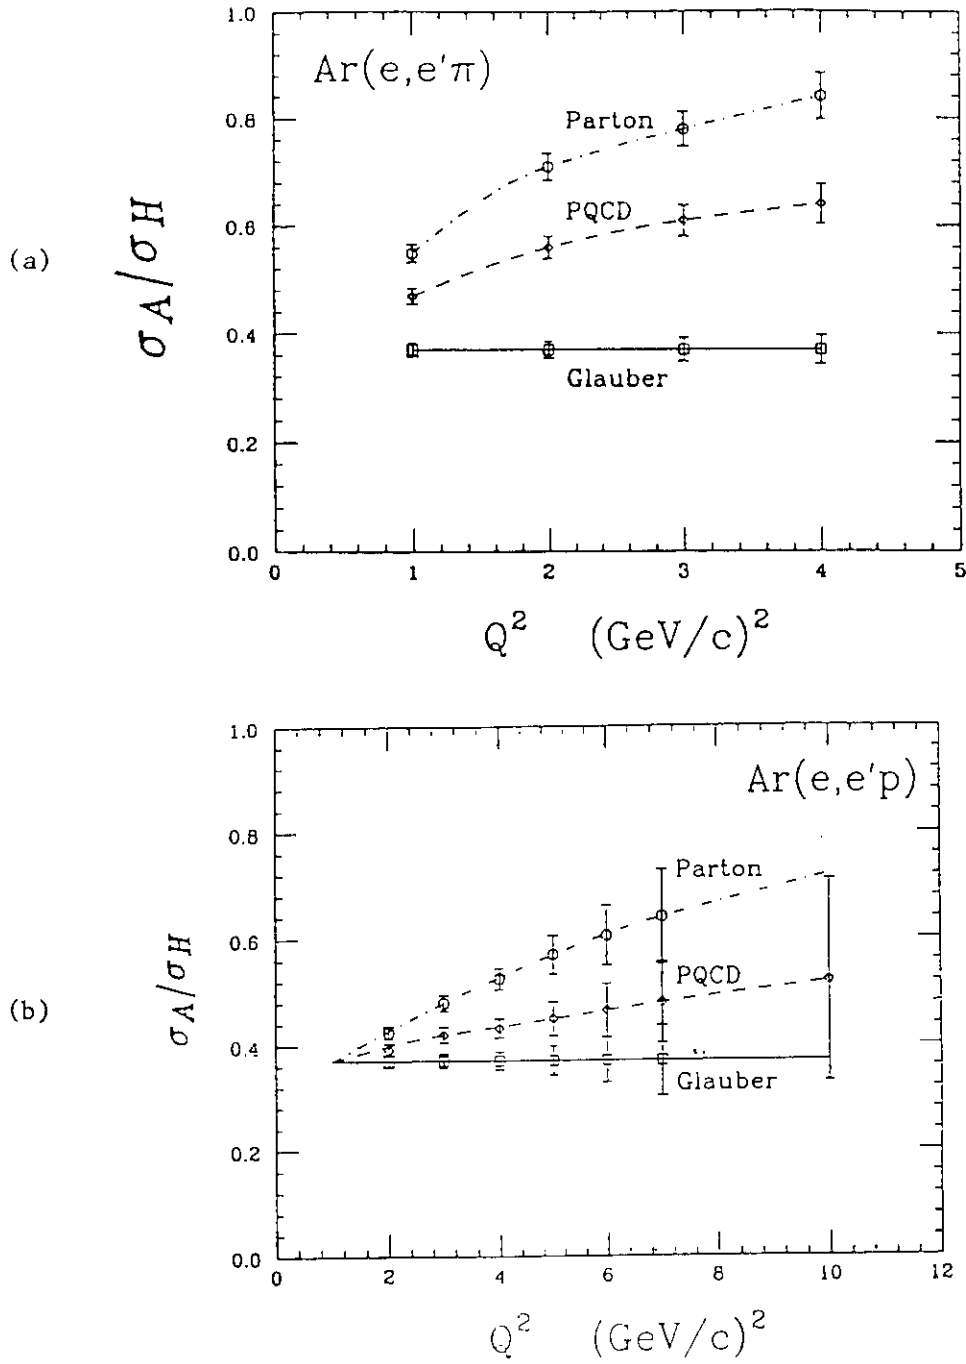 1.0
Ar(e,e'π)
0.8
Parton
0.6
PQCD
(a)
σA/σH
0.4
Glauber
0.2
0.0
0 1 2 3 4 5
Q² (GeV/c)²
1.0
Ar(e,e'p)
0.8
Parton
0.6
PQCD
(b)
σA/σH
0.4
Glauber
0.2
0.0
0 2 4 6 8 10 12
Q² (GeV/c)²